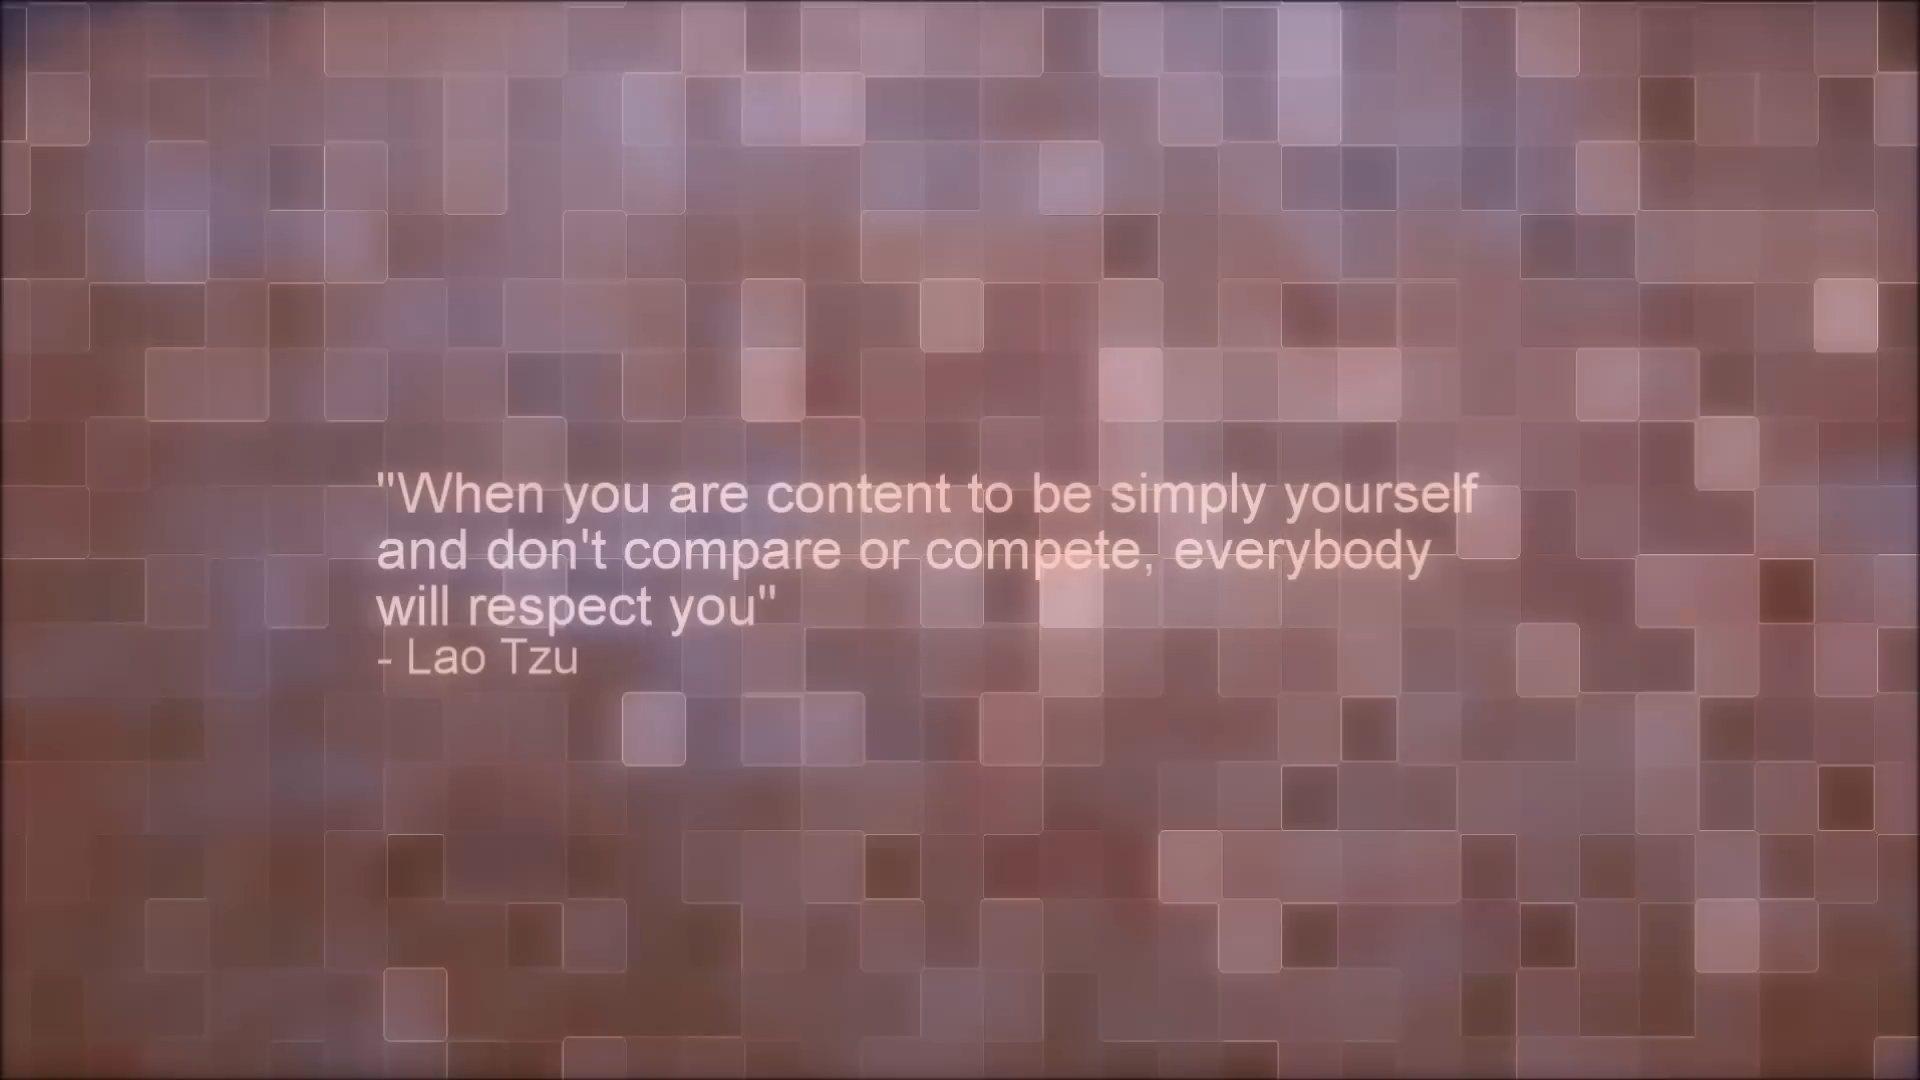 "When you are content to be simply yourself
and don't compare or compete, everybody
will respect you"
- Lao Tzu